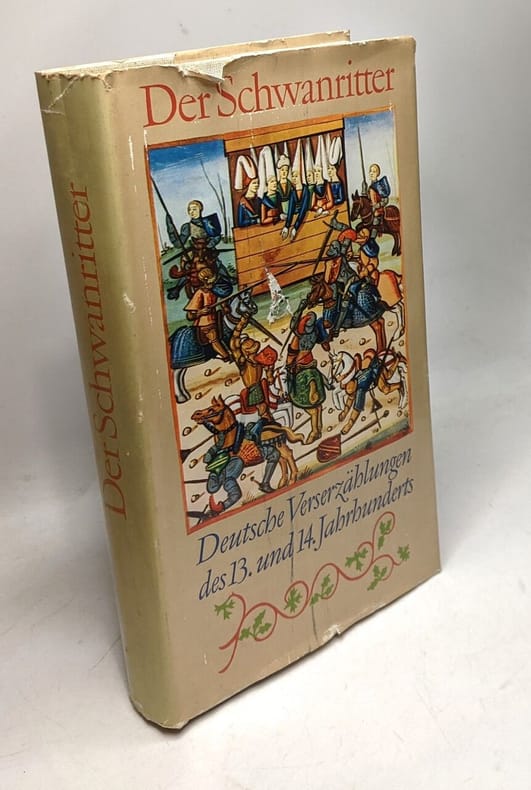 Der Schwanritter
Der Schwanritter
Deutsche Verserzählungen
des 13. und 14. Jahrhunderts